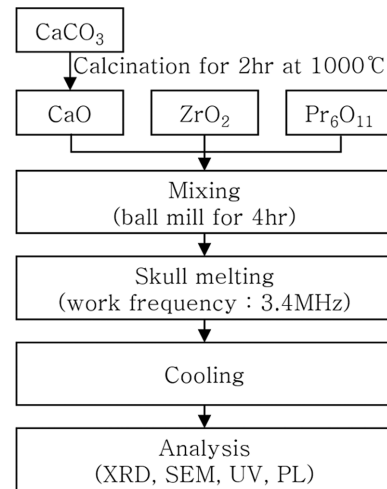 CaCO₃
Calcination for 2hr at 1000℃
CaO
ZrO₂
Pr₆O₁₁
Mixing
(ball mill for 4hr)
Skull melting
(work frequency : 3.4MHz)
Cooling
Analysis
(XRD, SEM, UV, PL)